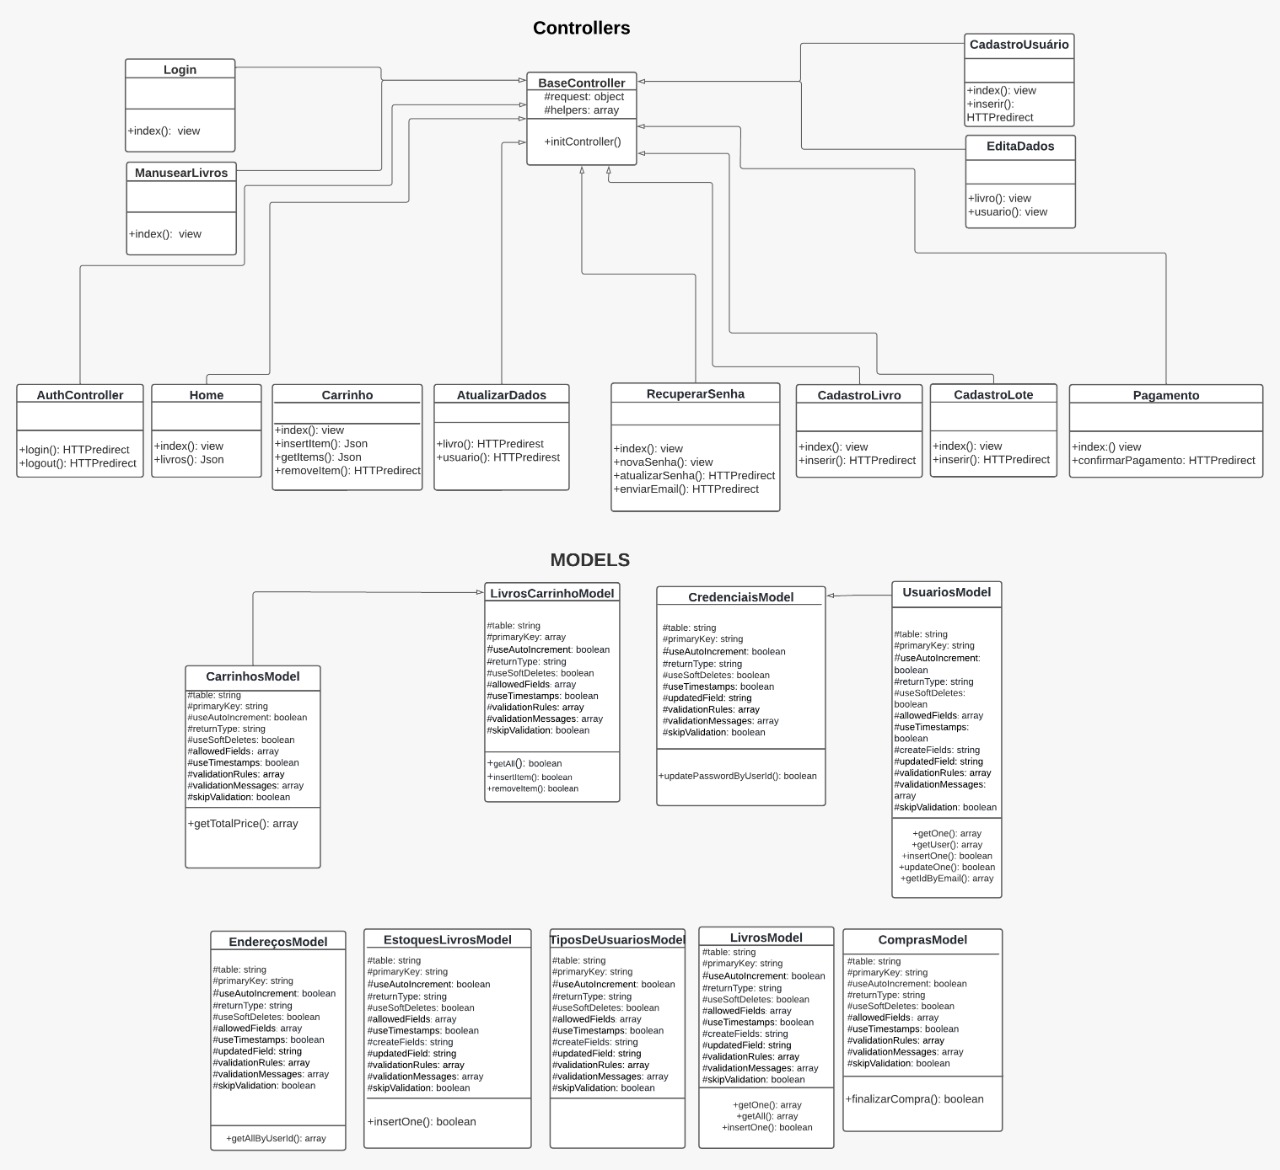 Controllers
Login
+index():  view
ManusearLivros
+index():  view
BaseController
#request: object
#helpers: array
+initController()
CadastroUsuário
+index(): view
+inserir():
HTTPredirect
EditaDados
+livro(): view
+usuario(): view
AuthController
+login(): HTTPredirect
+logout(): HTTPredirect
Home
+index(): view
+livros(): Json
Carrinho
+index(): view
+insertItem(): Json
+getItems(): Json
+removeItem(): HTTPredirect
AtualizarDados
+livro(): HTTPredirest
+usuario(): HTTPredirest
RecuperarSenha
+index(): view
+novaSenha(): view
+atualizarSenha(): HTTPredirect
+enviarEmail(): HTTPredirect
CadastroLivro
+index(): view
+inserir(): HTTPredirect
CadastroLote
+index(): view
+inserir(): HTTPredirect
Pagamento
+index:() view
+confirmarPagamento: HTTPredirect
MODELS
CarrinhosModel
#table: string
#primaryKey: string
#useAutoIncrement: boolean
#returnType: string
#useSoftDeletes: boolean
#allowedFields: array
#useTimestamps: boolean
#validationRules: array
#validationMessages: array
#skipValidation: boolean
+getTotalPrice(): array
LivrosCarrinhoModel
#table: string
#primaryKey: array
#useAutoIncrement: boolean
#returnType: string
#useSoftDeletes: boolean
#allowedFields: array
#useTimestamps: boolean
#validationRules: array
#validationMessages: array
#skipValidation: boolean
+getAll(): boolean
+insertItem(): boolean
+removeItem(): boolean
CredenciaisModel
#table: string
#primaryKey: string
#useAutoIncrement: boolean
#returnType: string
#useSoftDeletes: boolean
#useTimestamps: boolean
#updatedField: string
#validationRules: array
#validationMessages: array
#skipValidation: boolean
+updatePasswordByUserId(): boolean
UsuariosModel
#table: string
#primaryKey: string
#useAutoIncrement:
boolean
#returnType: string
#useSoftDeletes:
boolean
#allowedFields: array
#useTimestamps:
boolean
#createFields: string
#updatedField: string
#validationRules: array
#validationMessages:
array
#skipValidation: boolean
+getOne(): array
+getUser(): array
+insertOne(): boolean
+updateOne(): boolean
+getIdByEmail(): array
EndereçosModel
#table: string
#primaryKey: string
#useAutoIncrement: boolean
#returnType: string
#useSoftDeletes: boolean
#allowedFields: array
#useTimestamps: boolean
#updatedField: string
#validationRules: array
#validationMessages: array
#skipValidation: boolean
+getAllByUserId(): array
EstoquesLivrosModel
#table: string
#primaryKey: string
#useAutoIncrement: boolean
#returnType: string
#useSoftDeletes: boolean
#allowedFields: array
#useTimestamps: boolean
#createFields: string
#updatedField: string
#validationRules: array
#validationMessages: array
#skipValidation: boolean
+insertOne(): boolean
TiposDeUsuariosModel
#table: string
#primaryKey: string
#useAutoIncrement: boolean
#returnType: string
#useSoftDeletes: boolean
#allowedFields: array
#useTimestamps: boolean
#createFields: string
#updatedField: string
#validationRules: array
#validationMessages: array
#skipValidation: boolean
LivrosModel
#table: string
#primaryKey: string
#useAutoIncrement: boolean
#returnType: string
#useSoftDeletes: boolean
#allowedFields: array
#useTimestamps: boolean
#createFields: string
#updatedField: string
#validationRules: array
#validationMessages: array
#skipValidation: boolean
+getOne(): array
+getAll(): array
+insertOne(): boolean
ComprasModel
#table: string
#primaryKey: string
#useAutoIncrement: boolean
#returnType: string
#useSoftDeletes: boolean
#allowedFields: array
#useTimestamps: boolean
#validationRules: array
#validationMessages: array
#skipValidation: boolean
+finalizarCompra(): boolean